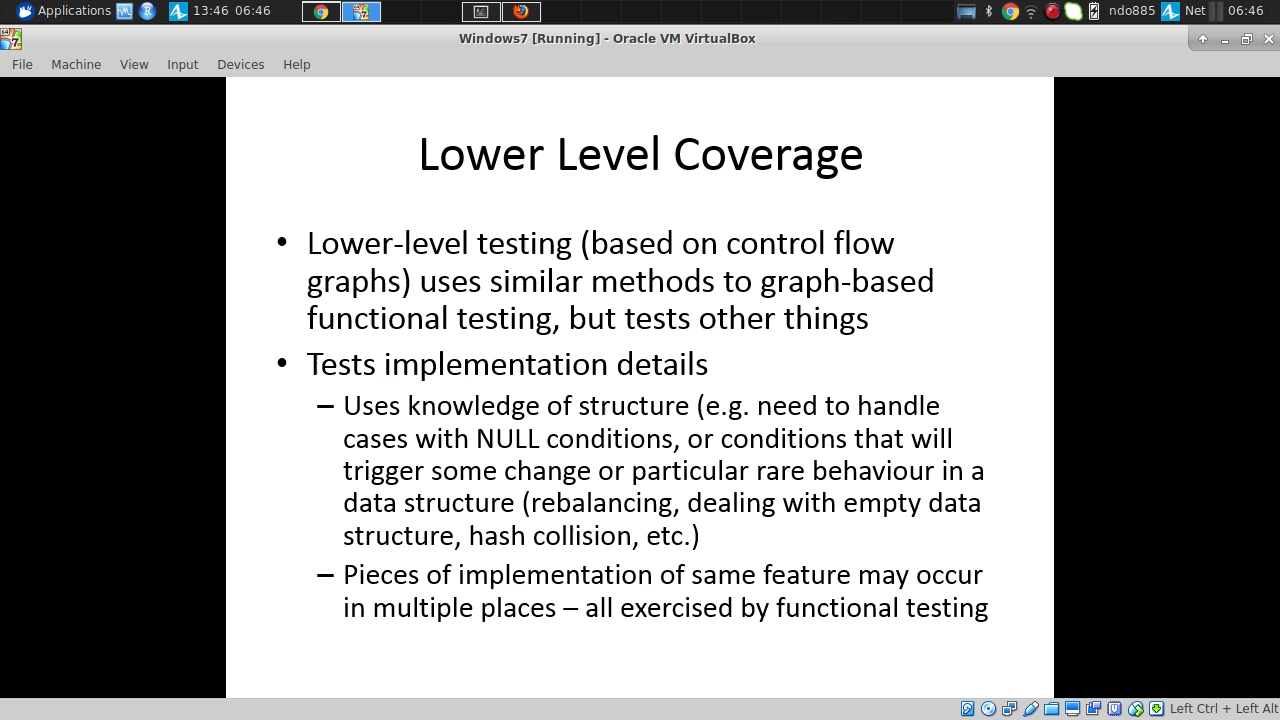 Applications 13:46 06:46 ndo885 Net 06:46
Windows7 [Running] - Oracle VM VirtualBox
File Machine View Input Devices Help
Lower Level Coverage
• Lower-level testing (based on control flow
graphs) uses similar methods to graph-based
functional testing, but tests other things
• Tests implementation details
– Uses knowledge of structure (e.g. need to handle
cases with NULL conditions, or conditions that will
trigger some change or particular rare behaviour in a
data structure (rebalancing, dealing with empty data
structure, hash collision, etc.)
– Pieces of implementation of same feature may occur
in multiple places – all exercised by functional testing
Left Ctrl + Left Alt